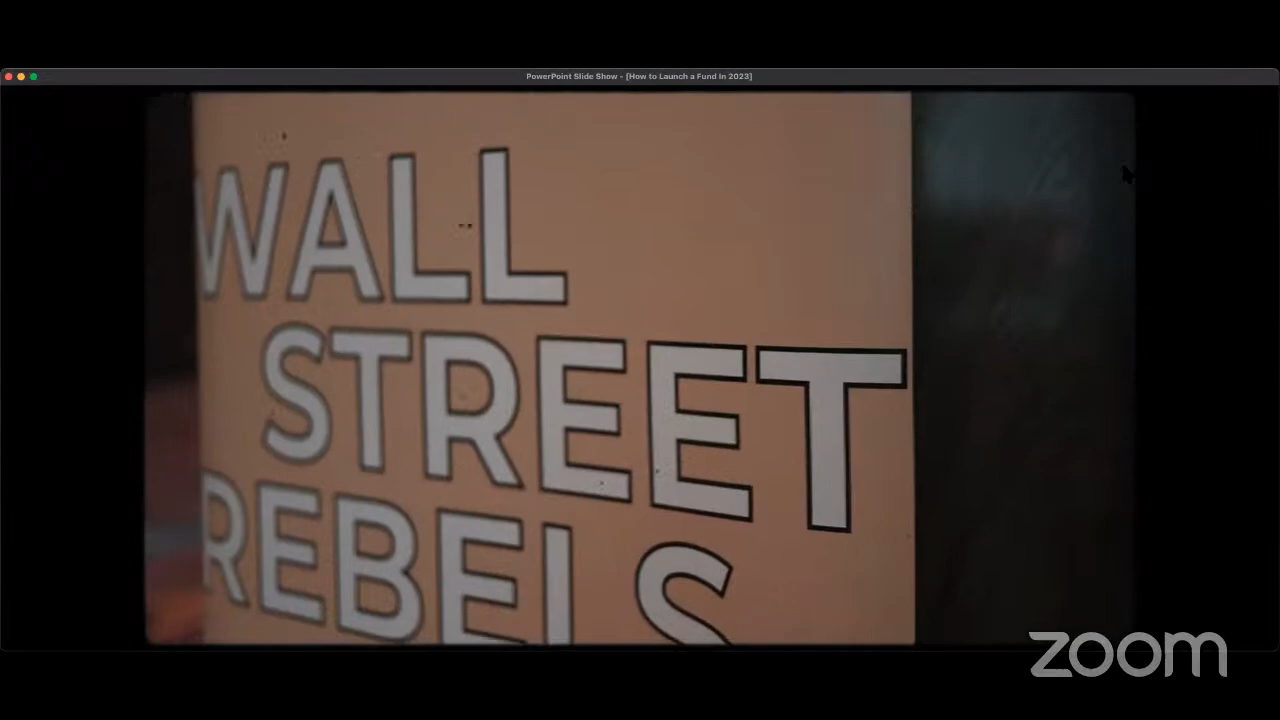 PowerPoint Slide Show - [How to Launch a Fund in 2023]
WALL
STREET
REBELS
zoom